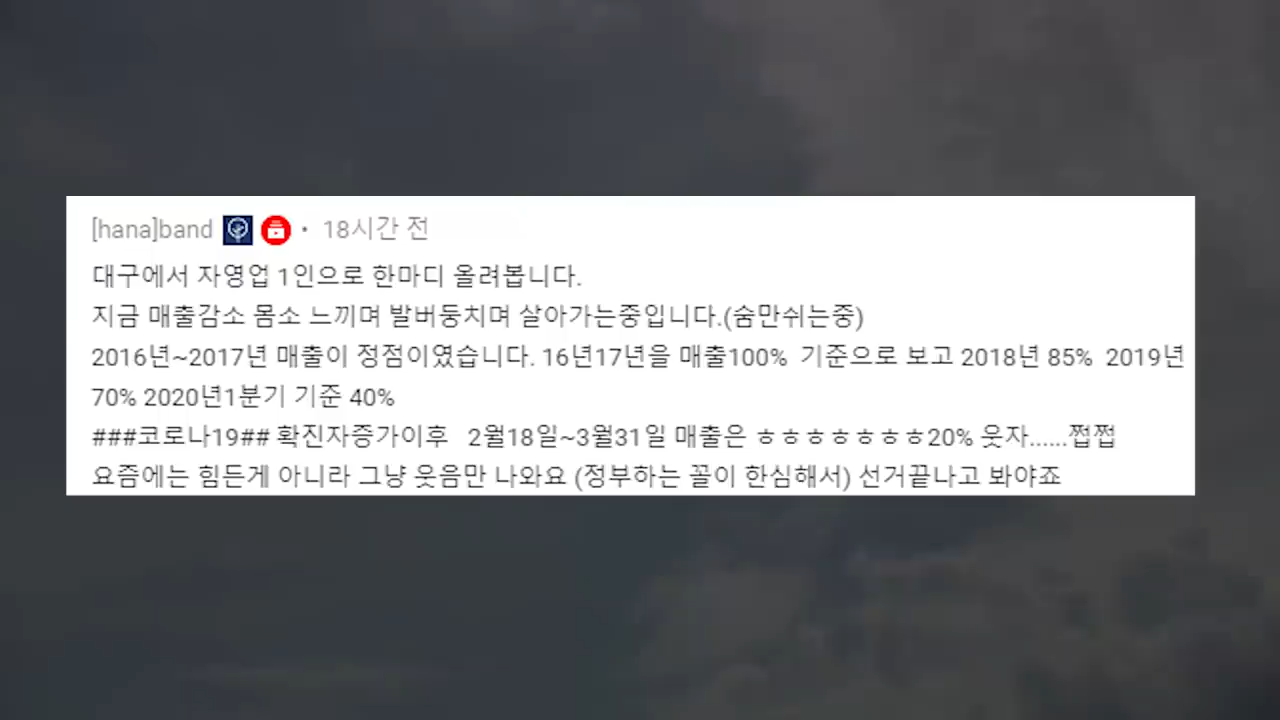 [hana]band • 18시간 전
대구에서 자영업 1인으로 한마디 올려봅니다.
지금 매출감소 몸소 느끼며 발버둥치며 살아가는중입니다.(숨만쉬는중)
2016년~2017년 매출이 정점이였습니다. 16년17년을 매출100% 기준으로 보고 2018년 85% 2019년
70% 2020년1분기 기준 40%
###코로나19## 확진자증가이후 2월18일~3월31일 매출은 ㅎㅎㅎㅎㅎㅎㅎ20% 웃자......쩝쩝
요즘에는 힘든게 아니라 그냥 웃음만 나와요 (정부하는 꼴이 한심해서) 선거끝나고 봐야죠